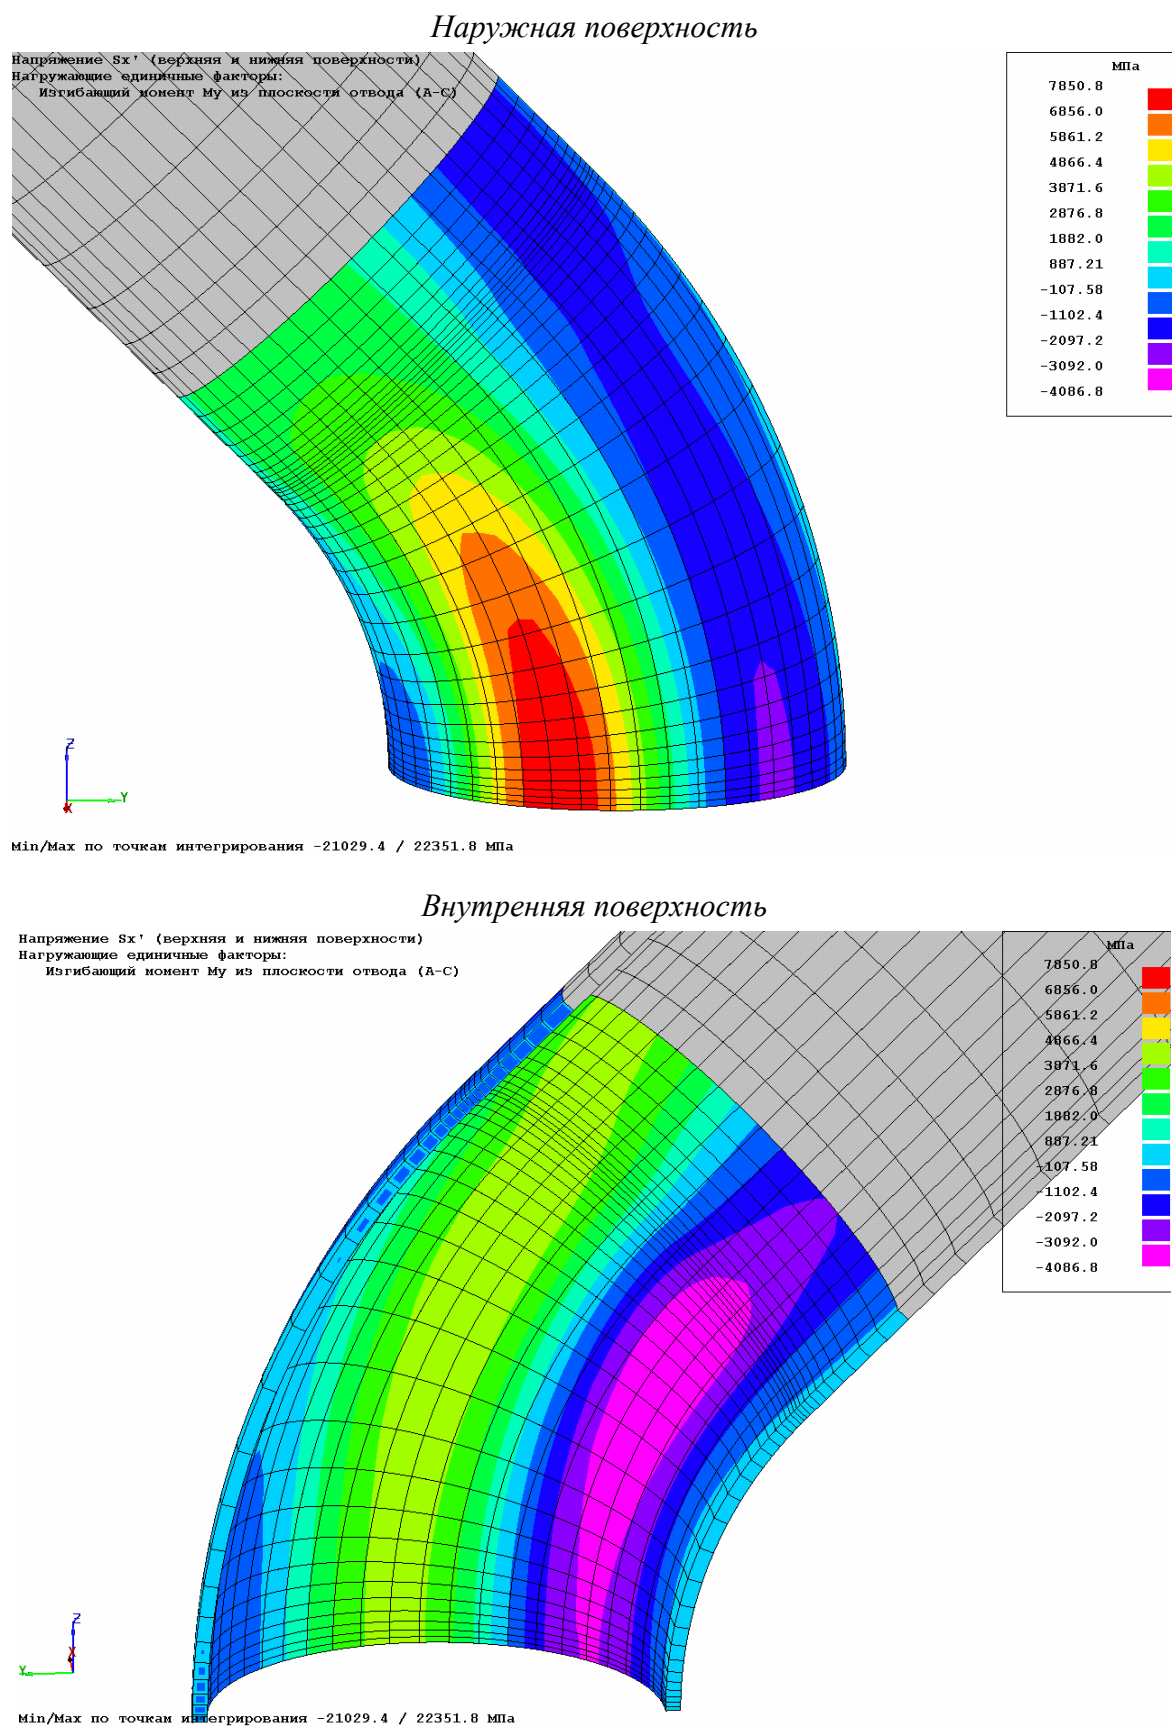 Наружная поверхность
Напряжение Sx' (верхняя и нижняя поверхности)
Нагружающие единичные факторы:
Изгибающий момент My из плоскости отвода (A-C)
МПа
7850.8
6856.0
5861.2
4866.4
3871.6
2876.8
1882.0
887.21
-107.58
-1102.4
-2097.2
-3092.0
-4086.8
Z
Y
X
Min/Max по точкам интегрирования -21029.4 / 22351.8 МПа
Внутренняя поверхность
Напряжение Sx' (верхняя и нижняя поверхности)
Нагружающие единичные факторы:
Изгибающий момент My из плоскости отвода (A-C)
МПа
7850.8
6856.0
5861.2
4866.4
3871.6
2876.8
1882.0
887.21
-107.58
-1102.4
-2097.2
-3092.0
-4086.8
Z
X
Y
Min/Max по точкам интегрирования -21029.4 / 22351.8 МПа